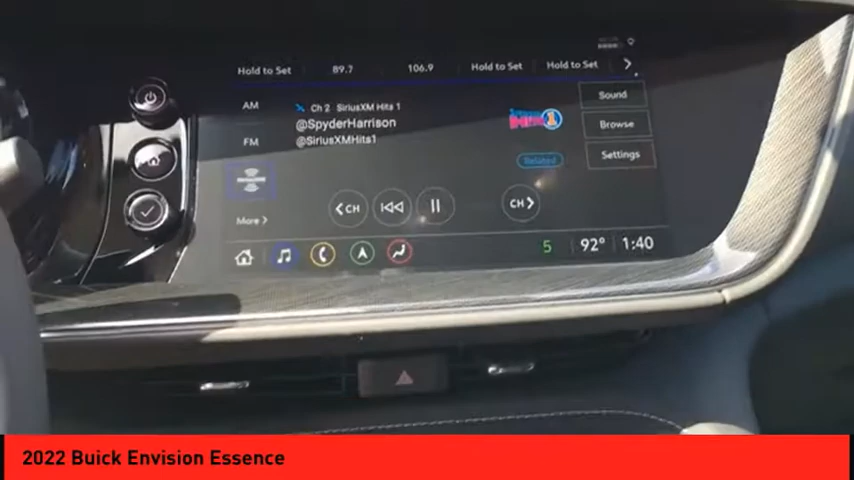 Hold to Set 89.7 106.9 Hold to Set Hold to Set
AM
Ch 2 SiriusXM Hits 1
@SpyderHarrison
@SiriusXMHits1
Sound
FM
Browse
Related
Settings
More
CH
CH
5 92° 1:40
2022 Buick Envision Essence